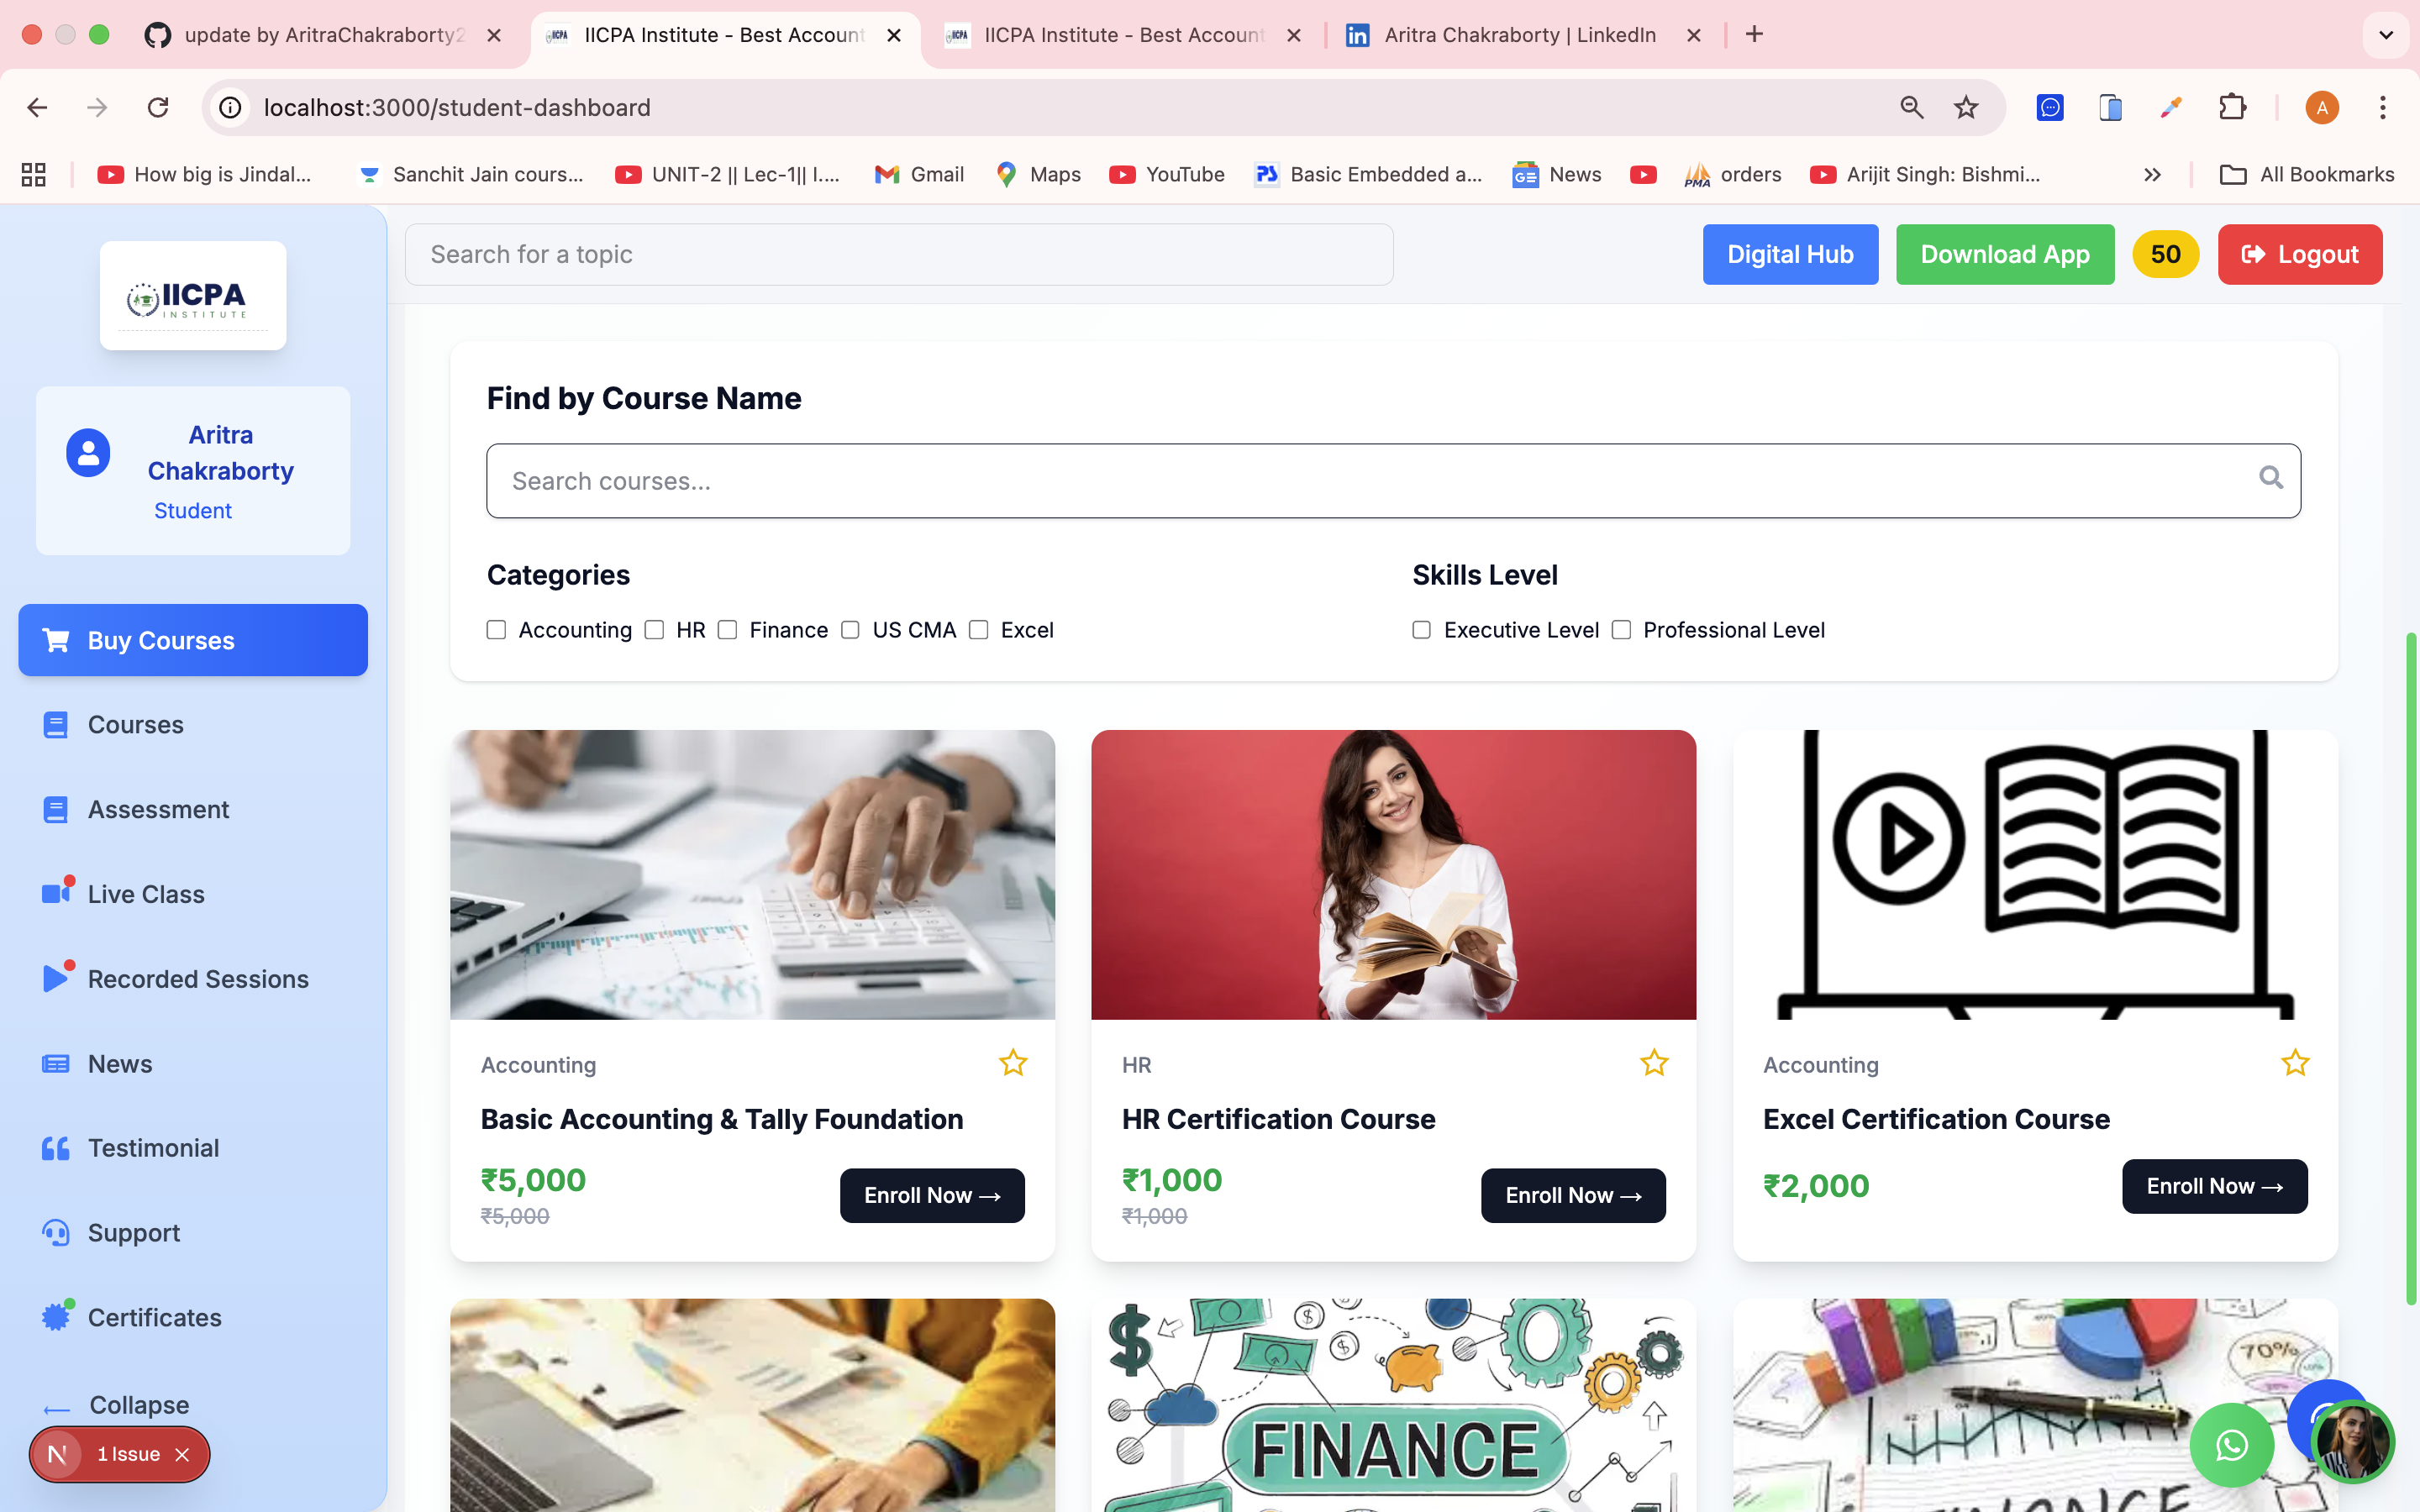 update by AritraChakraborty2
IICPA Institute - Best Account
IICPA Institute - Best Account
Aritra Chakraborty | LinkedIn
localhost:3000/student-dashboard
A
How big is Jindal...
Sanchit Jain cours...
UNIT-2 || Lec-1|| I....
Gmail
Maps
YouTube
Basic Embedded a...
News
orders
Arijit Singh: Bishmi...
All Bookmarks
IICPA
INSTITUTE
Search for a topic
Digital Hub
Download App
50
Logout
Aritra
Chakraborty
Student
Buy Courses
Courses
Assessment
Live Class
Recorded Sessions
News
Testimonial
Support
Certificates
Collapse
N
1 Issue
Find by Course Name
Search courses...
Categories
Accounting
HR
Finance
US CMA
Excel
Skills Level
Executive Level
Professional Level
Accounting
Basic Accounting & Tally Foundation
₹5,000
₹5,000
Enroll Now →
HR
HR Certification Course
₹1,000
₹1,000
Enroll Now →
Accounting
Excel Certification Course
₹2,000
Enroll Now →
FINANCE
70%